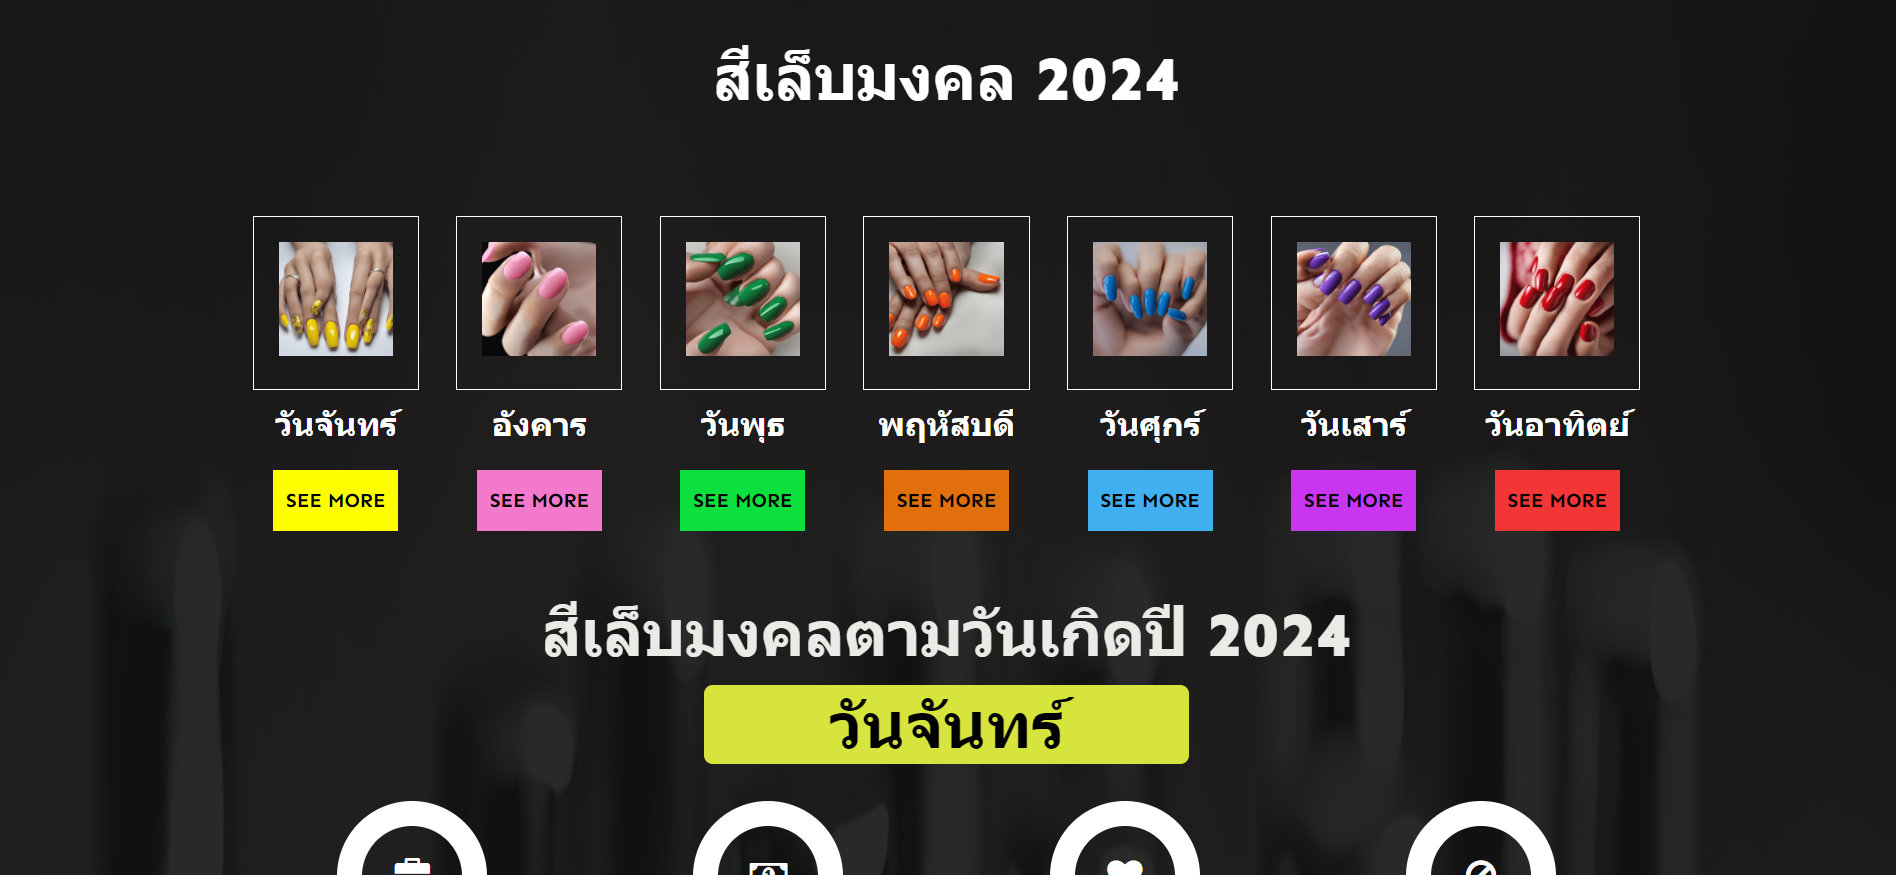 สีเล็บมงคล 2024
วันจันทร์ อังคาร วันพุธ พฤหัสบดี วันศุกร์ วันเสาร์ วันอาทิตย์
SEE MORE SEE MORE SEE MORE SEE MORE SEE MORE SEE MORE SEE MORE
สีเล็บมงคลตามวันเกิดปี 2024
วันจันทร์